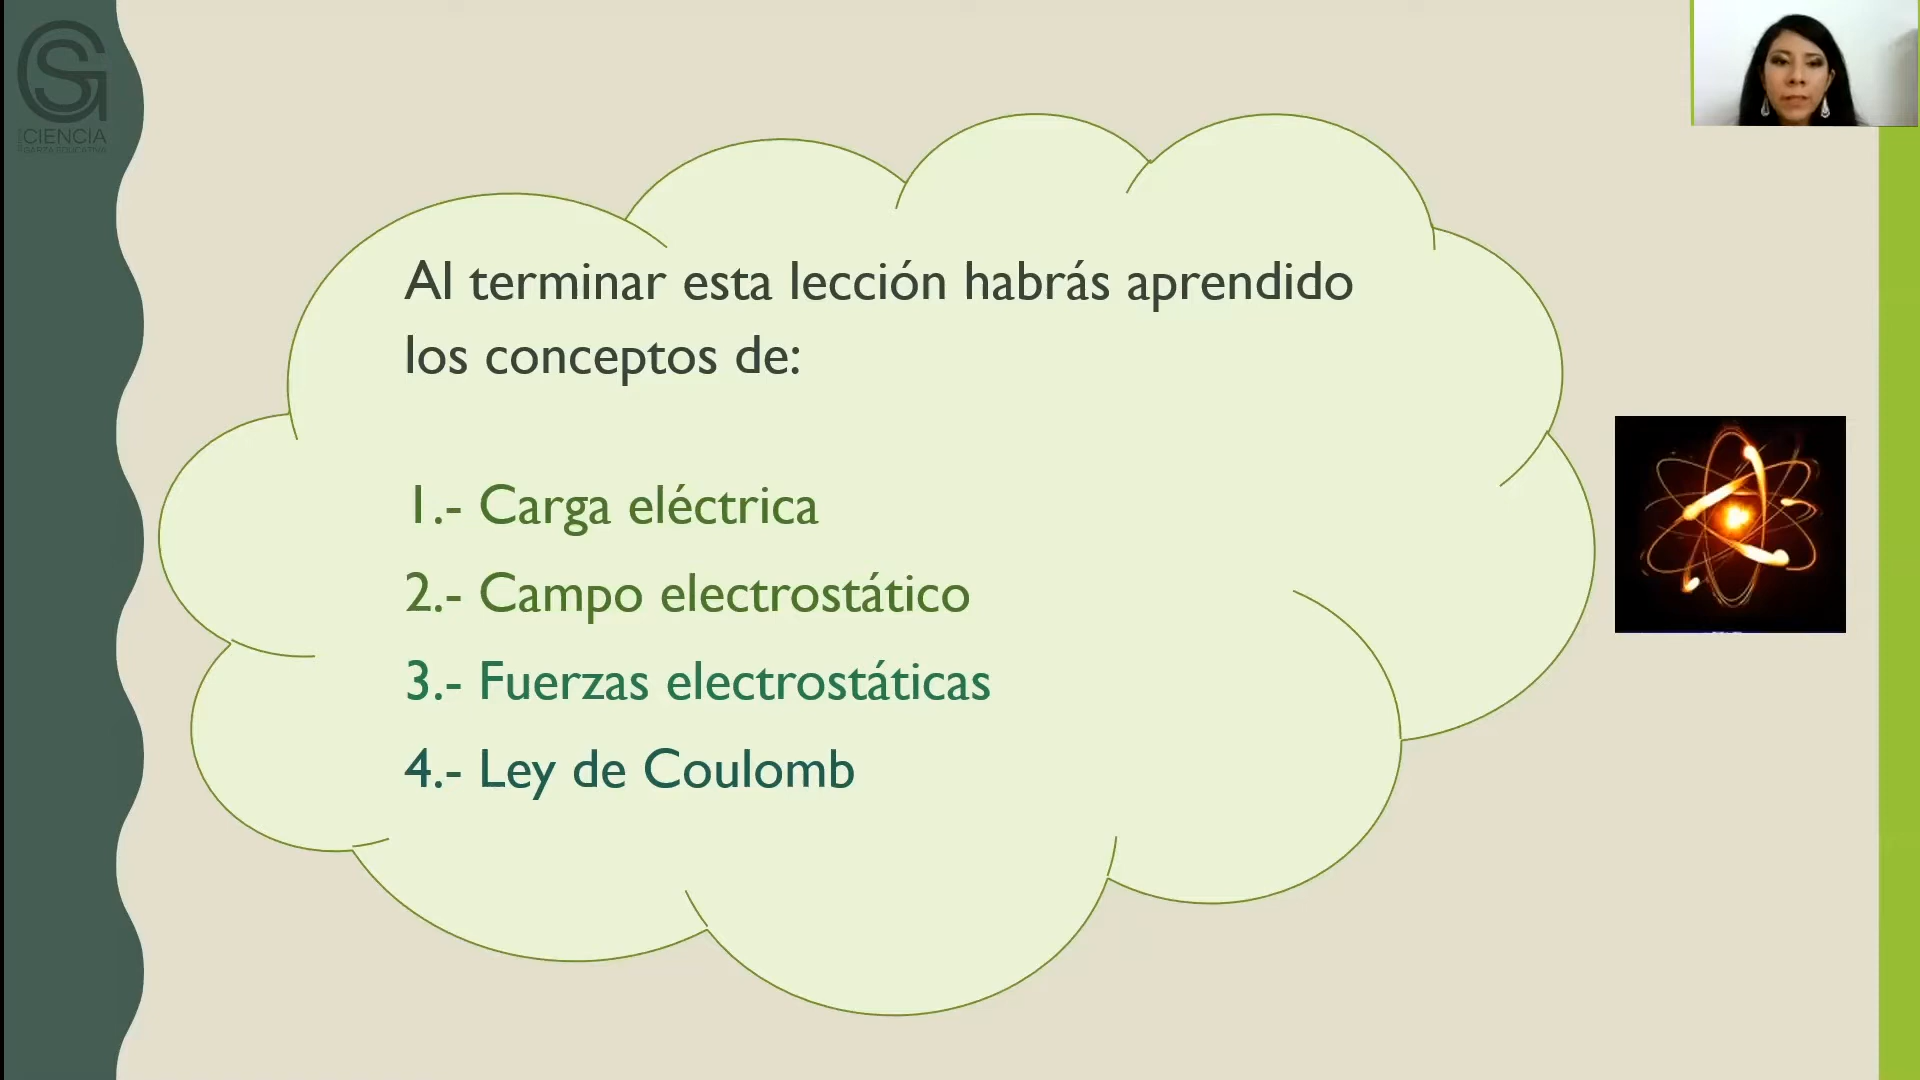 CIENCIA
Al terminar esta lección habrás aprendido
los conceptos de:
1.- Carga eléctrica
2.- Campo electrostático
3.- Fuerzas electrostáticas
4.- Ley de Coulomb